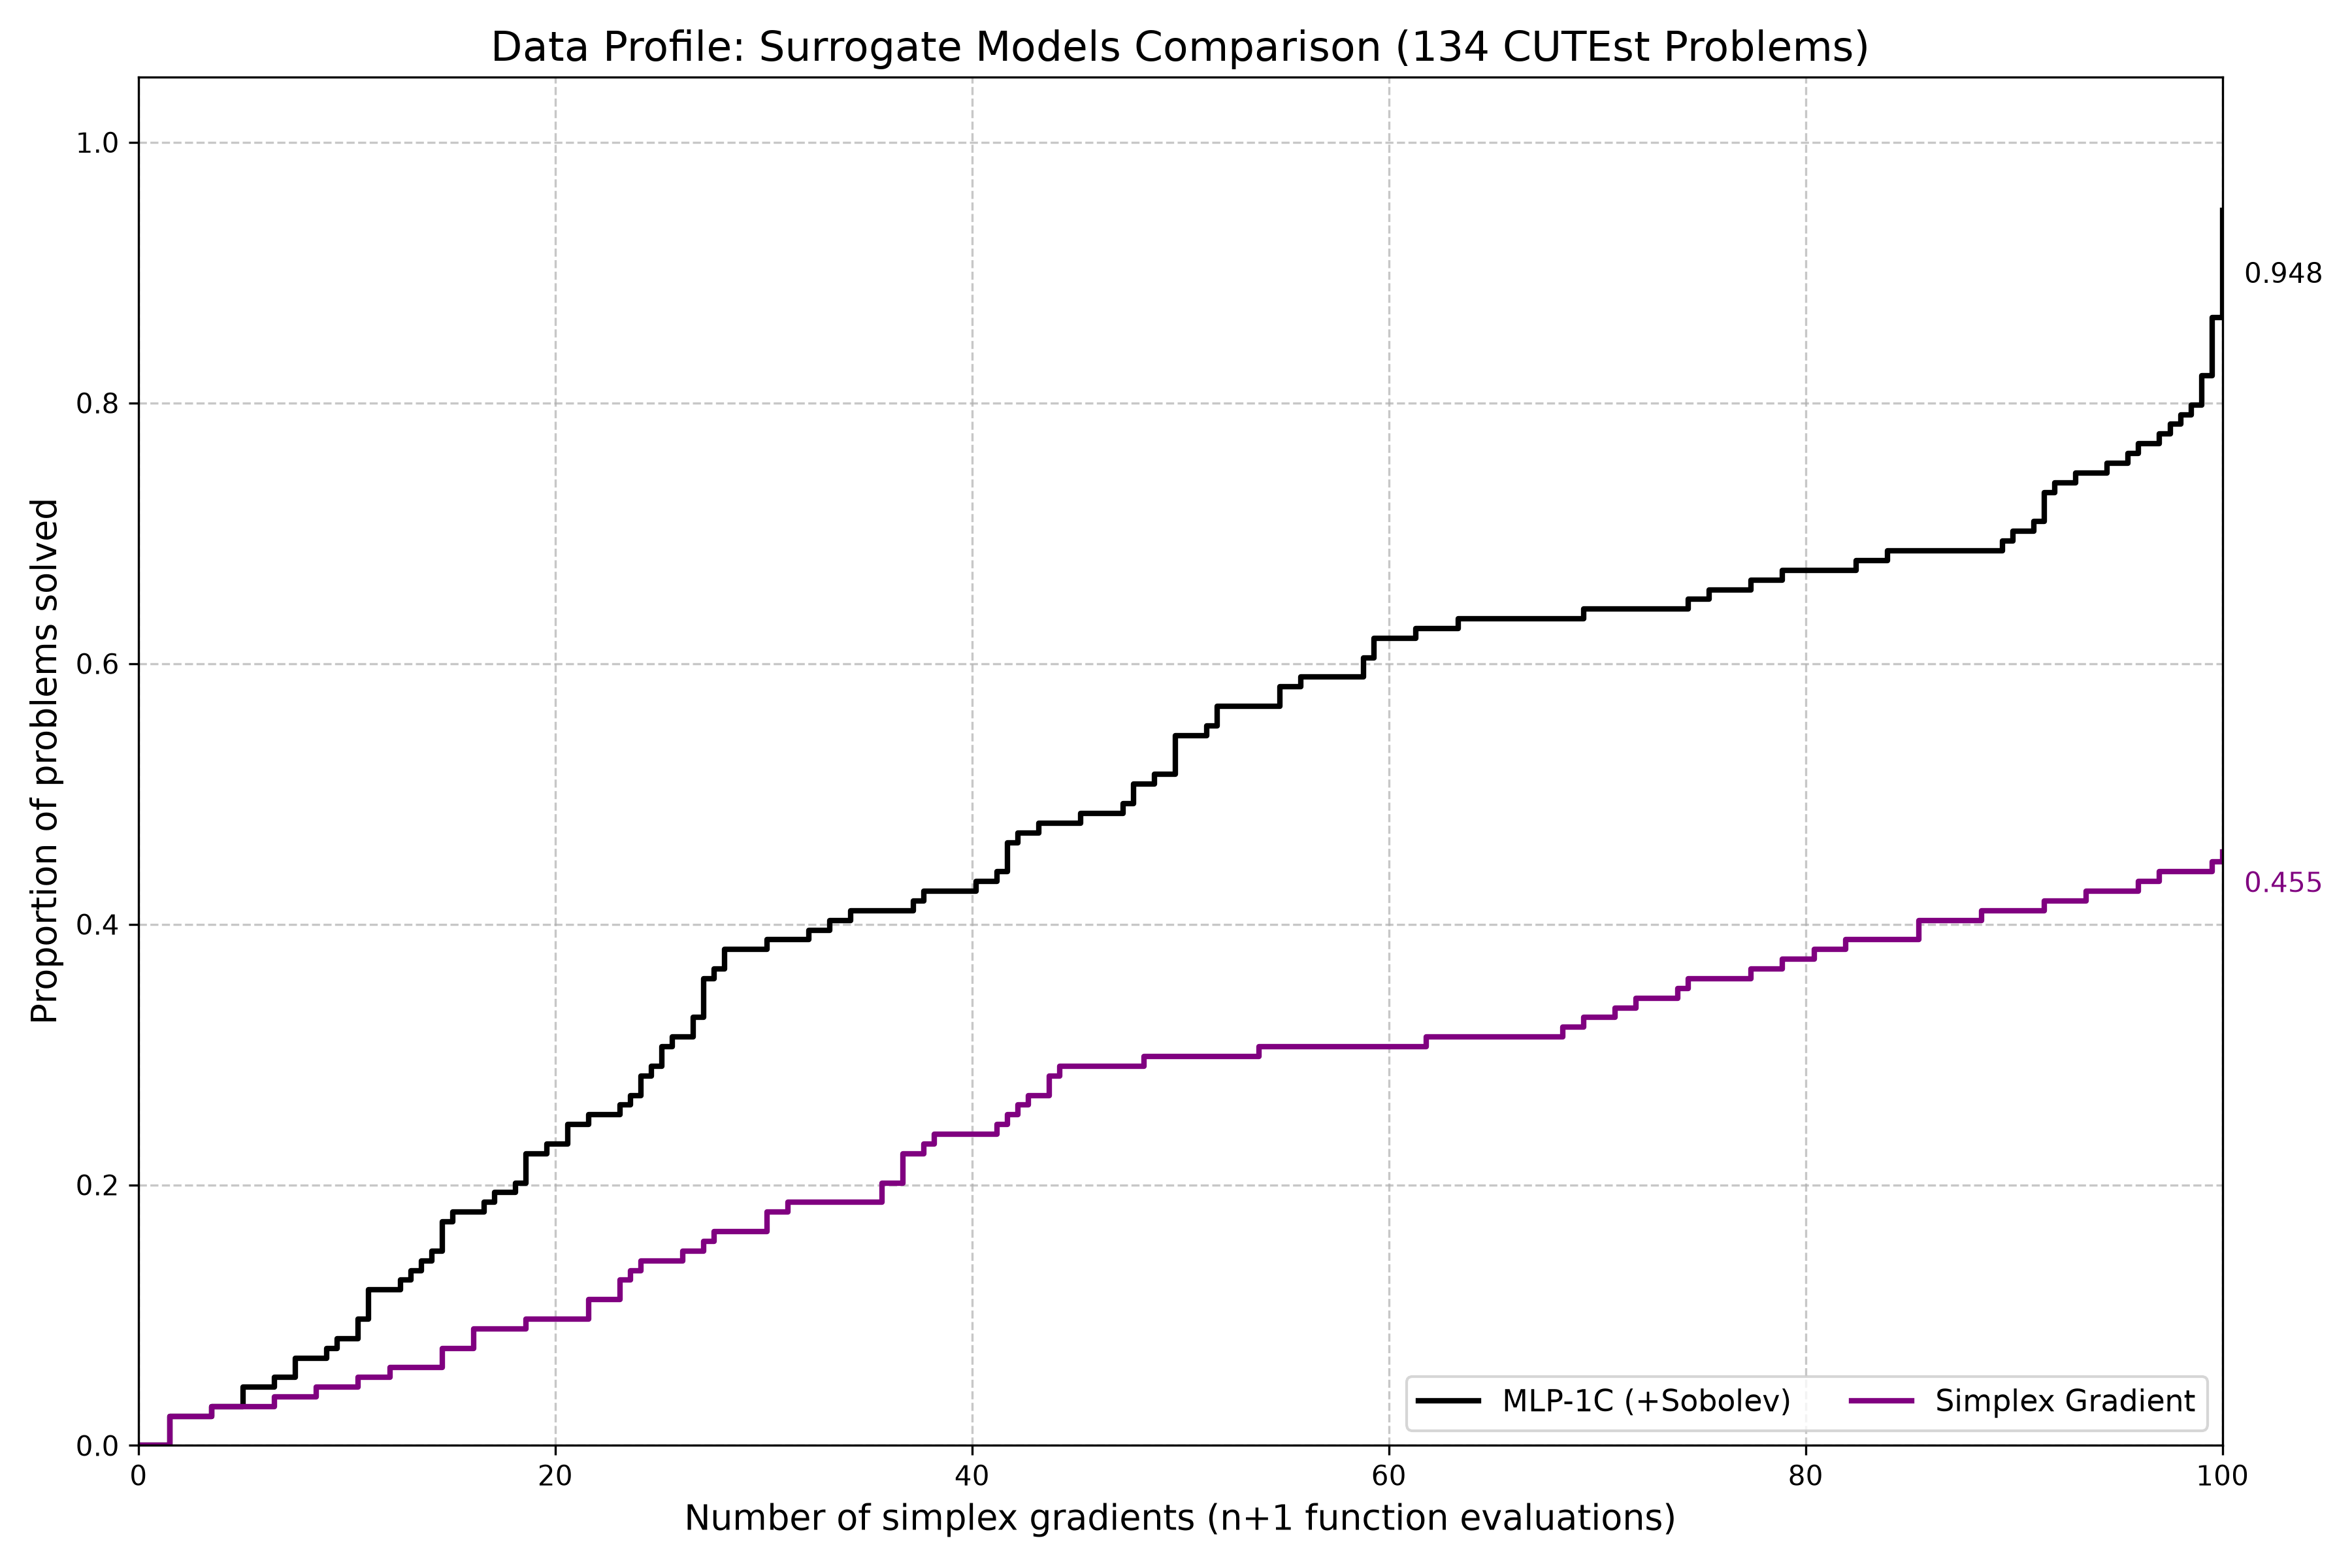 Data Profile: Surrogate Models Comparison (134 CUTEst Problems)
Proportion of problems solved
1.0
0.8
0.6
0.4
0.2
0.0
0.948
0.455
MLP-1C (+Sobolev) Simplex Gradient
0 20 40 60 80 100
Number of simplex gradients (n+1 function evaluations)